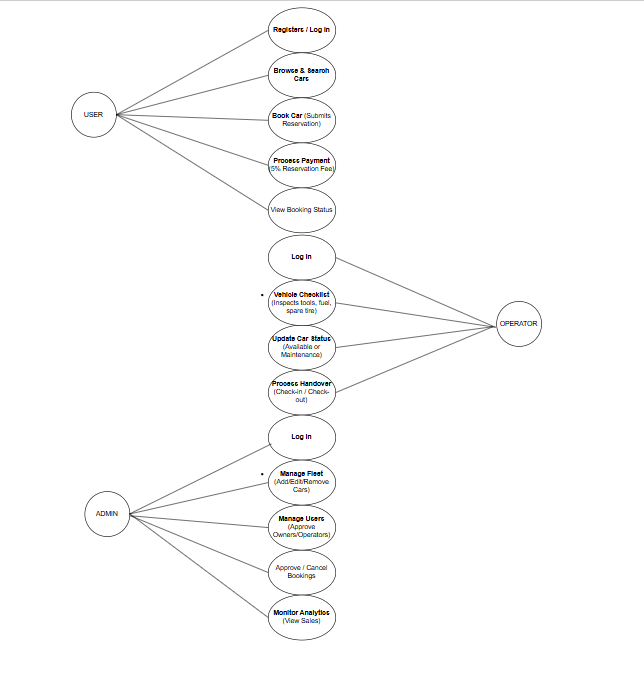 Registers / Log In
Browse & Search
Cars
USER
Book Car (Submits
Reservation)
Process Payment
(5% Reservation Fee)
View Booking Status
Log In
Vehicle Checklist
(Inspects tools, fuel,
spare tire)
OPERATOR
Update Car Status
(Available or
Maintenance)
Process Handover
(Check-in / Check-
out)
Log In
Manage Fleet
(Add/Edit/Remove
Cars)
ADMIN
Manage Users
(Approve
Owners/Operators)
Approve / Cancel
Bookings
Monitor Analytics
(View Sales)